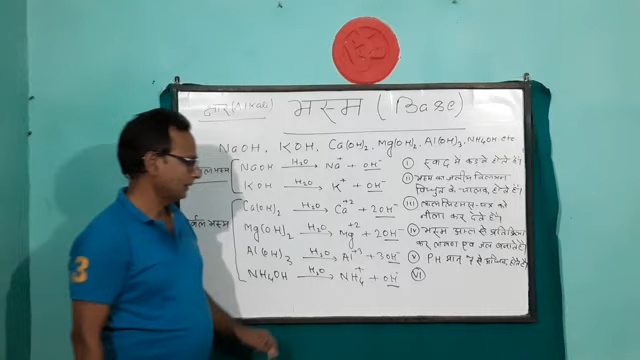 क्षार (Alkali)
भस्म (Base)
NaOH, KOH, Ca(OH)₂, Mg(OH)₂, Al(OH)₃, NH4OH etc
भस्म
NaOH —H₂O→ Na⁺ + OH⁻
KOH —H₂O→ K⁺ + OH⁻
भस्म
Ca(OH)₂ —H₂O→ Ca⁺² + 2OH⁻
Mg(OH)₂ —H₂O→ Mg⁺² + 2OH⁻
Al(OH)₃ —H₂O→ Al⁺³ + 3OH⁻
NH₄OH —H₂O→ NH₄⁺ + OH⁻
(I) स्वाद में होते हैं।
(II) भस्म का जलीय विलयन
विद्युत के चालक होते हैं।
(III) पत्र को
नीला कर देते हैं।
(IV) भस्म अम्ल से प्रतिक्रिया
कर लवण एवं जल बनाते हैं
(V) PH मान 7 से अधिक होते हैं
(VI)
3